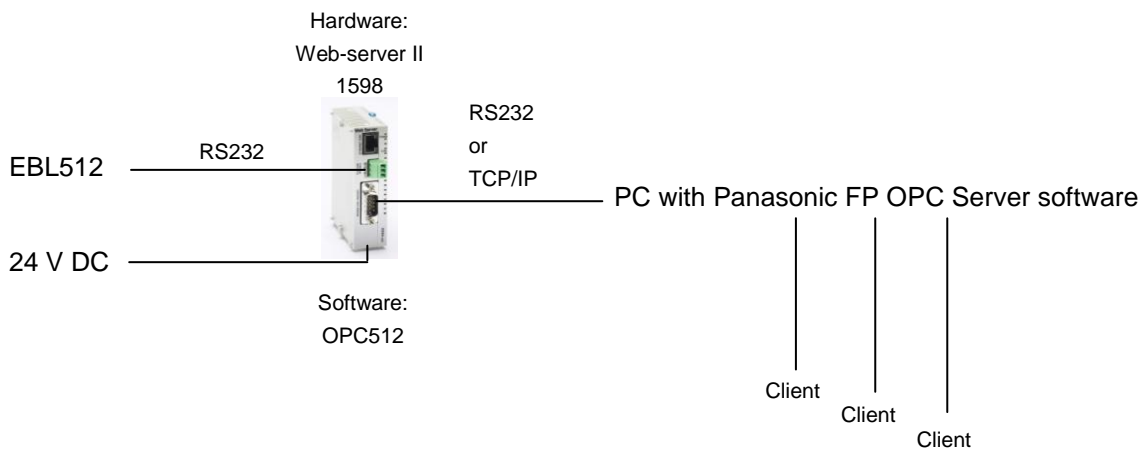 Hardware:
Web-server II
1598
RS232
or
TCP/IP
EBL512
RS232
PC with Panasonic FP OPC Server software
24 V DC
Software:
OPC512
Client
Client
Client